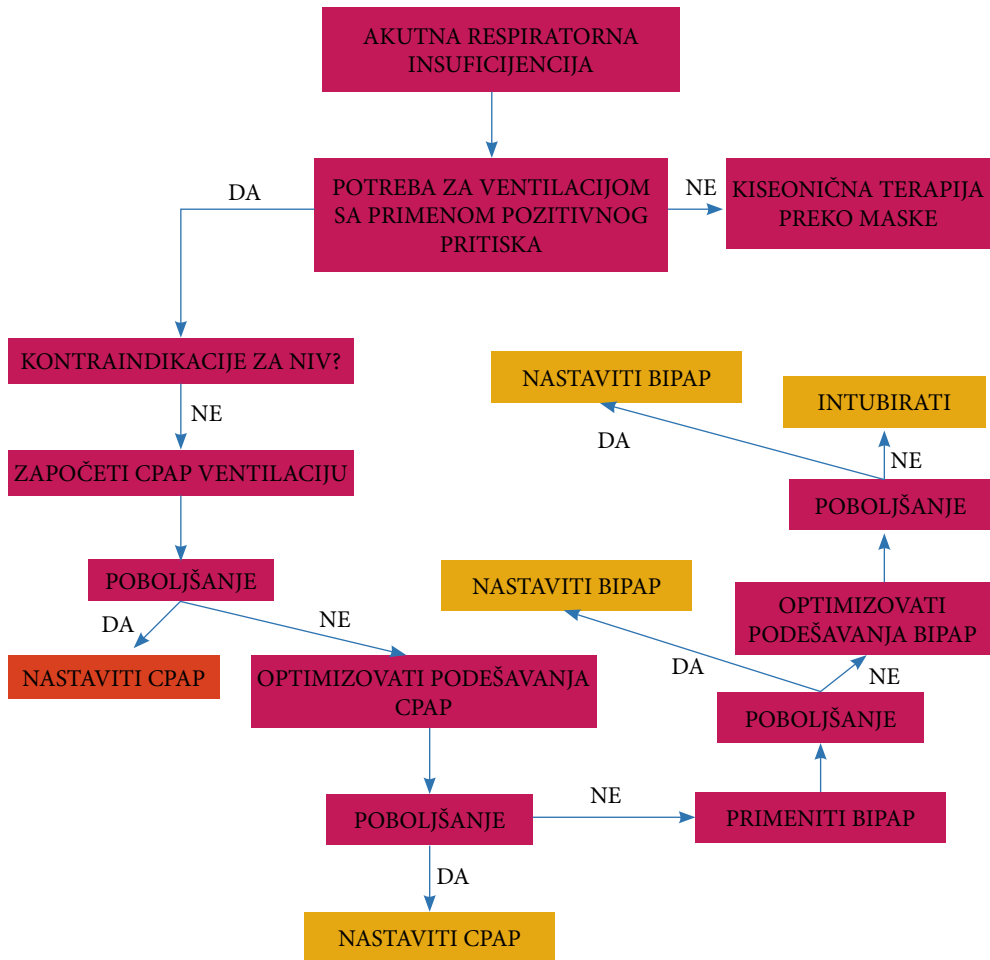 AKUTNA RESPIRATORNA
INSUFICIJENCIJA
DA
POTREBA ZA VENTILACIJOM
SA PRIMENOM POZITIVNOG
PRITISKA
NE
KISEONIČNA TERAPIJA
PREKO MASKE
KONTRAINDIKACIJE ZA NIV?
NE
ZAPOČETI CPAP VENTILACIJU
POBOLJŠANJE
DA
NE
NASTAVITI CPAP
OPTIMIZOVATI PODEŠAVANJA
CPAP
POBOLJŠANJE
DA
NASTAVITI CPAP
NE
PRIMENITI BIPAP
POBOLJŠANJE
DA
NASTAVITI BIPAP
NE
OPTIMIZOVATI
PODEŠAVANJA BIPAP
POBOLJŠANJE
DA
NASTAVITI BIPAP
NE
INTUBIRATI